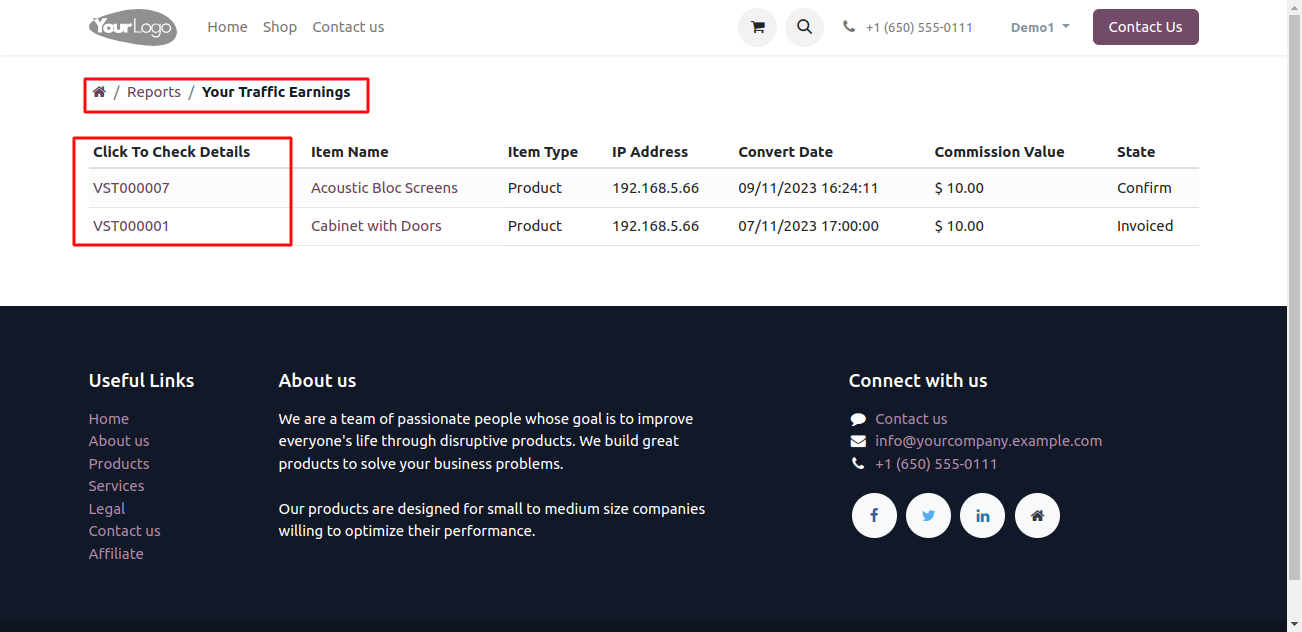 YourLogo Home Shop Contact us +1 (650) 555-0111 Demo1 Contact Us
/ Reports / Your Traffic Earnings
Click To Check Details Item Name Item Type IP Address Convert Date Commission Value State
VST000007 Acoustic Bloc Screens Product 192.168.5.66 09/11/2023 16:24:11 $ 10.00 Confirm
VST000001 Cabinet with Doors Product 192.168.5.66 07/11/2023 17:00:00 $ 10.00 Invoiced
Useful Links
Home
About us
Products
Services
Legal
Contact us
Affiliate
About us
We are a team of passionate people whose goal is to improve
everyone's life through disruptive products. We build great
products to solve your business problems.
Our products are designed for small to medium size companies
willing to optimize their performance.
Connect with us
Contact us
info@yourcompany.example.com
+1 (650) 555-0111